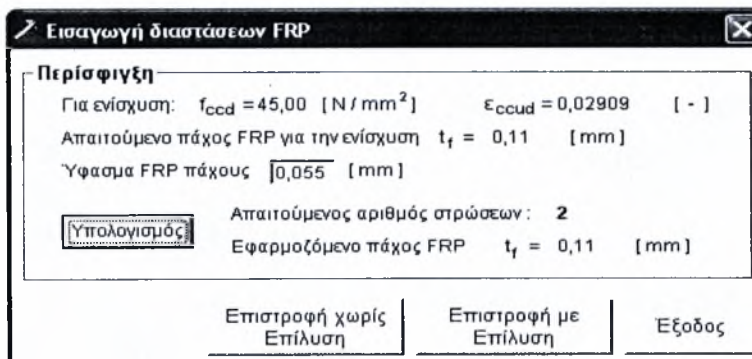 Εισαγωγή διαστάσεων FRP
Περίσφιγξη
Για ενίσχυση: fccd = 45,00 [N / mm²] εccud = 0,02909 [ - ]
Απαιτούμενο πάχος FRP για την ενίσχυση tf = 0,11 [mm]
Ύφασμα FRP πάχους 0,055 [mm]
Υπολογισμός
Απαιτούμενος αριθμός στρώσεων : 2
Εφαρμοζόμενο πάχος FRP tf = 0,11 [mm]
Επιστροφή χωρίς Επίλυση
Επιστροφή με Επίλυση
Έξοδος